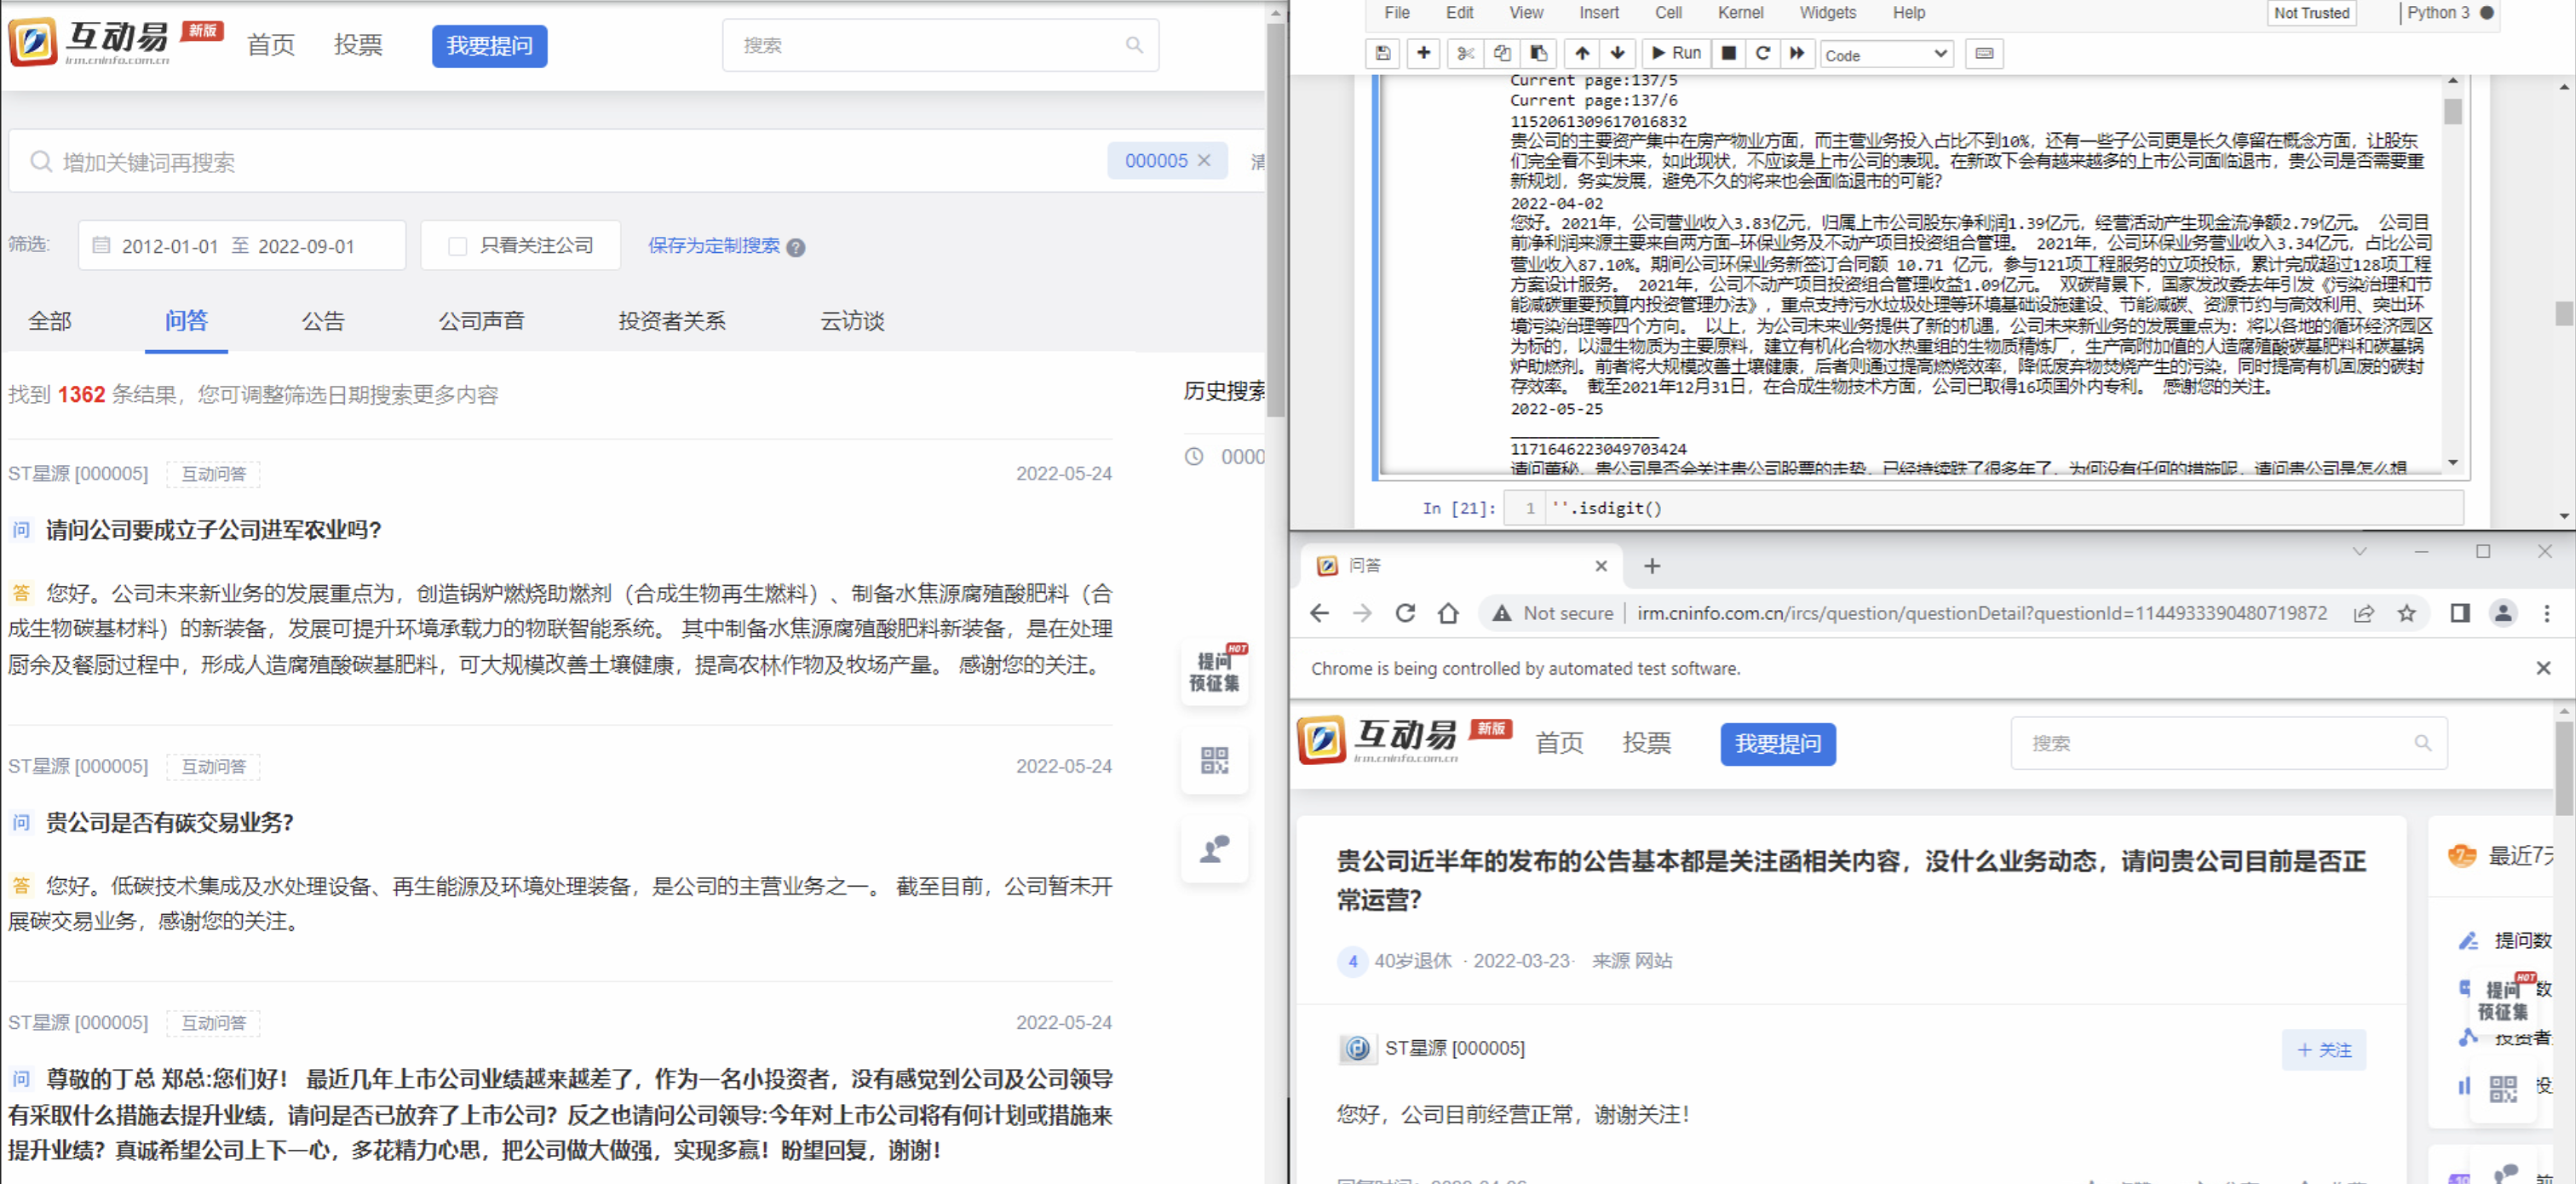 互动易 新版
irm.cninfo.com.cn
首页 投票 我要提问 搜索
增加关键词再搜索 000005 × 清
筛选: 2012-01-01 至 2022-09-01 只看关注公司 保存为定制搜索 ?
全部 问答 公告 公司声音 投资者关系 云访谈
找到 1362 条结果，您可调整筛选日期搜索更多内容
历史搜索
0000
ST星源 [000005] 互动问答 2022-05-24
问 请问公司要成立子公司进军农业吗？
答 您好。公司未来新业务的发展重点为，创造锅炉燃烧助燃剂（合成生物再生燃料）、制备水焦源腐殖酸肥料（合
成生物碳基材料）的新装备，发展可提升环境承载力的物联智能系统。 其中制备水焦源腐殖酸肥料新装备，是在处理
厨余及餐厨过程中，形成人造腐殖酸碳基肥料，可大规模改善土壤健康，提高农林作物及牧场产量。 感谢您的关注。
HOT
提问
预征集
ST星源 [000005] 互动问答 2022-05-24
问 贵公司是否有碳交易业务？
答 您好。低碳技术集成及水处理设备、再生能源及环境处理装备，是公司的主营业务之一。 截至目前，公司暂未开
展碳交易业务，感谢您的关注。
ST星源 [000005] 互动问答 2022-05-24
问 尊敬的丁总 郑总:您们好！ 最近几年上市公司业绩越来越差了，作为一名小投资者，没有感觉到公司及公司领导
有采取什么措施去提升业绩，请问是否已放弃了上市公司？反之也请问公司领导:今年对上市公司将有何计划或措施来
提升业绩？真诚希望公司上下一心，多花精力心思，把公司做大做强，实现多赢！盼望回复，谢谢！
File Edit View Insert Cell Kernel Widgets Help Not Trusted Python 3
Run Code
Current page:137/5
Current page:137/6
1152061309617016832
贵公司的主要资产集中在房产物业方面，而主营业务投入占比不到10%，还有一些子公司更是长久停留在概念方面，让股东
们完全看不到未来，如此现状，不应该是上市公司的表现。在新政下会有越来越多的上市公司面临退市，贵公司是否需要重
新规划，务实发展，避免不久的将来也会面临退市的可能？
2022-04-02
您好。2021年，公司营业收入3.83亿元，归属上市公司股东净利润1.39亿元，经营活动产生现金流净额2.79亿元。 公司目
前净利润来源主要来自两方面—环保业务及不动产项目投资组合管理。 2021年，公司环保业务营业收入3.34亿元，占比公司
营业收入87.10%。期间公司环保业务新签订合同额 10.71 亿元，参与121项工程服务的立项投标，累计完成超过128项工程
方案设计服务。 2021年，公司不动产项目投资组合管理收益1.09亿元。 双碳背景下，国家发改委去年引发《污染治理和节
能减碳重要预算内投资管理办法》，重点支持污水垃圾处理等环境基础设施建设、节能减碳、资源节约与高效利用、突出环
境污染治理等四个方向。 以上，为公司未来业务提供了新的机遇，公司未来新业务的发展重点为：将以各地的循环经济园区
为标的，以湿生物质为主要原料，建立有机化合物水热重组的生物质精炼厂，生产高附加值的人造腐殖酸碳基肥料和碳基锅
炉助燃剂。前者将大规模改善土壤健康，后者则通过提高燃烧效率，降低废弃物焚烧产生的污染，同时提高有机固废的碳封
存效率。 截至2021年12月31日，在合成生物技术方面，公司已取得16项国外内专利。 感谢您的关注。
2022-05-25
________________
1171646223049703424
请问董秘，贵公司是否会关注贵公司股票的走势，已经持续跌了很多年了，为何没有任何的措施呢，请问贵公司是怎么想
In [21]: 1 ''.isdigit()
问答 × +
Not secure irm.cninfo.com.cn/ircs/question/questionDetail?questionId=1144933390480719872
Chrome is being controlled by automated test software.
互动易 新版
irm.cninfo.com.cn
首页 投票 我要提问 搜索
贵公司近半年的发布的公告基本都是关注函相关内容，没什么业务动态，请问贵公司目前是否正
常运营？
4 40岁退休 · 2022-03-23· 来源 网站
ST星源 [000005] + 关注
您好，公司目前经营正常，谢谢关注！
7 最近7天
提问数
HOT
提问 数
预征集
投资者
投